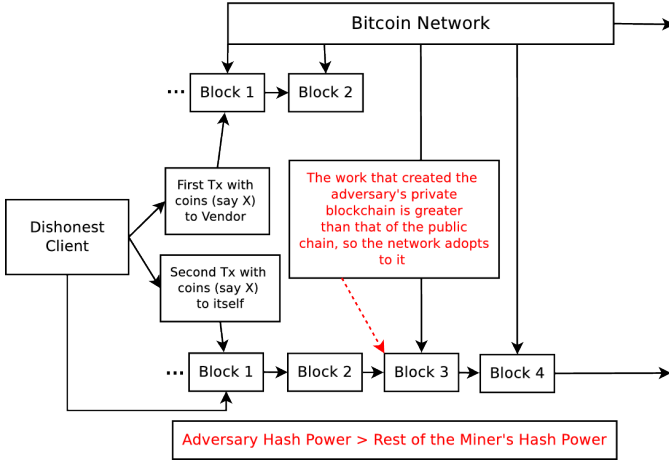 Bitcoin Network
... Block 1
Block 2
First Tx with
coins (say X)
to Vendor
The work that created the
adversary's private
blockchain is greater
than that of the public
chain, so the network adopts
to it
Dishonest
Client
Second Tx with
coins (say X)
to itself
... Block 1
Block 2
Block 3
Block 4
Adversary Hash Power > Rest of the Miner's Hash Power